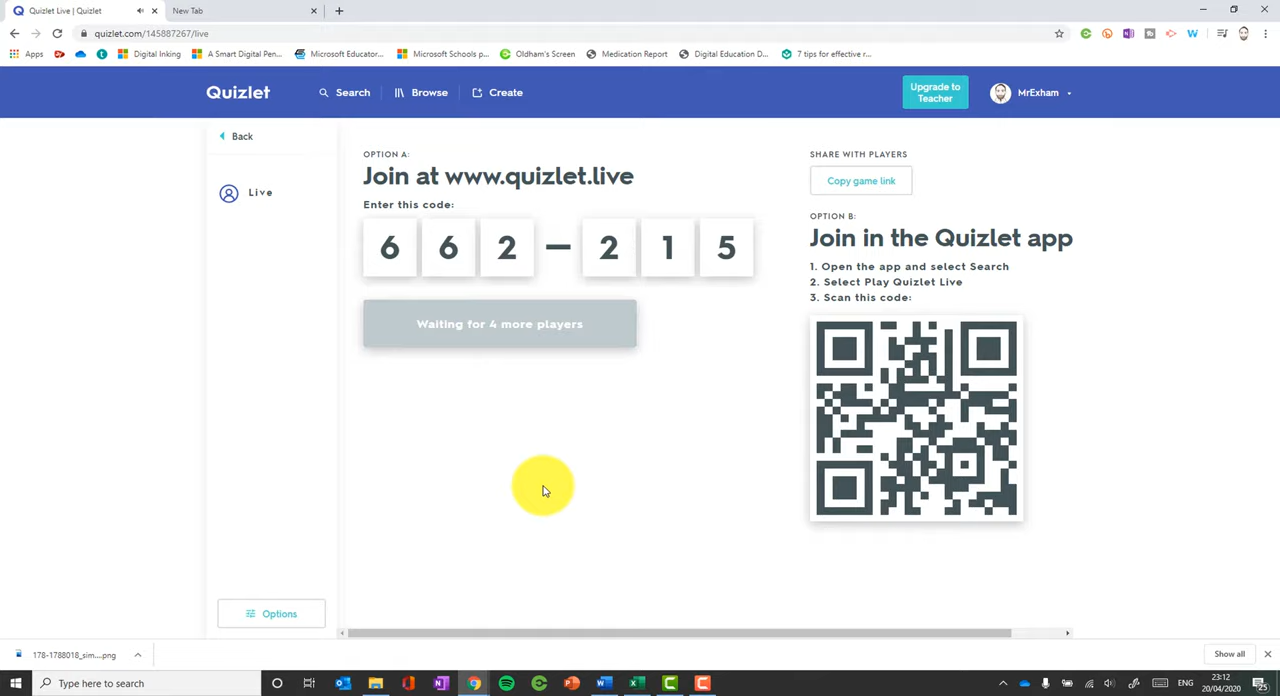 Quizlet Live | Quizlet
New Tab
quizlet.com/145887267/live
Apps
Digital Inking
A Smart Digital Pen...
Microsoft Educator...
Microsoft Schools p...
Oldham's Screen
Medication Report
Digital Education D...
7 tips for effective r...
Quizlet
Search
Browse
Create
Upgrade to
Teacher
MrExham
Back
Live
Options
OPTION A:
Join at www.quizlet.live
Enter this code:
6 6 2 – 2 1 5
Waiting for 4 more players
SHARE WITH PLAYERS
Copy game link
OPTION B:
Join in the Quizlet app
1. Open the app and select Search
2. Select Play Quizlet Live
3. Scan this code:
178-1788018_sim....png
Show all
Type here to search
ENG
23:12
20/04/2020